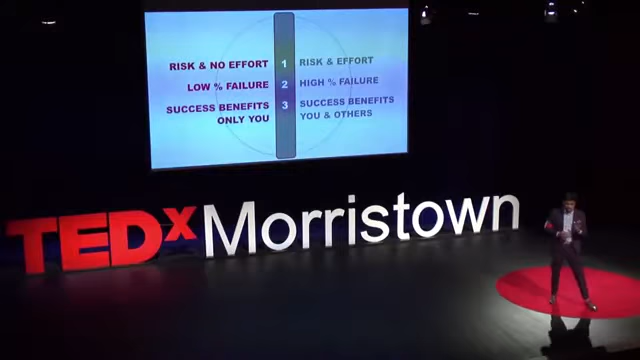 RISK & NO EFFORT 1 RISK & EFFORT
LOW % FAILURE 2 HIGH % FAILURE
SUCCESS BENEFITS ONLY YOU 3 SUCCESS BENEFITS YOU & OTHERS
TEDxMorristown